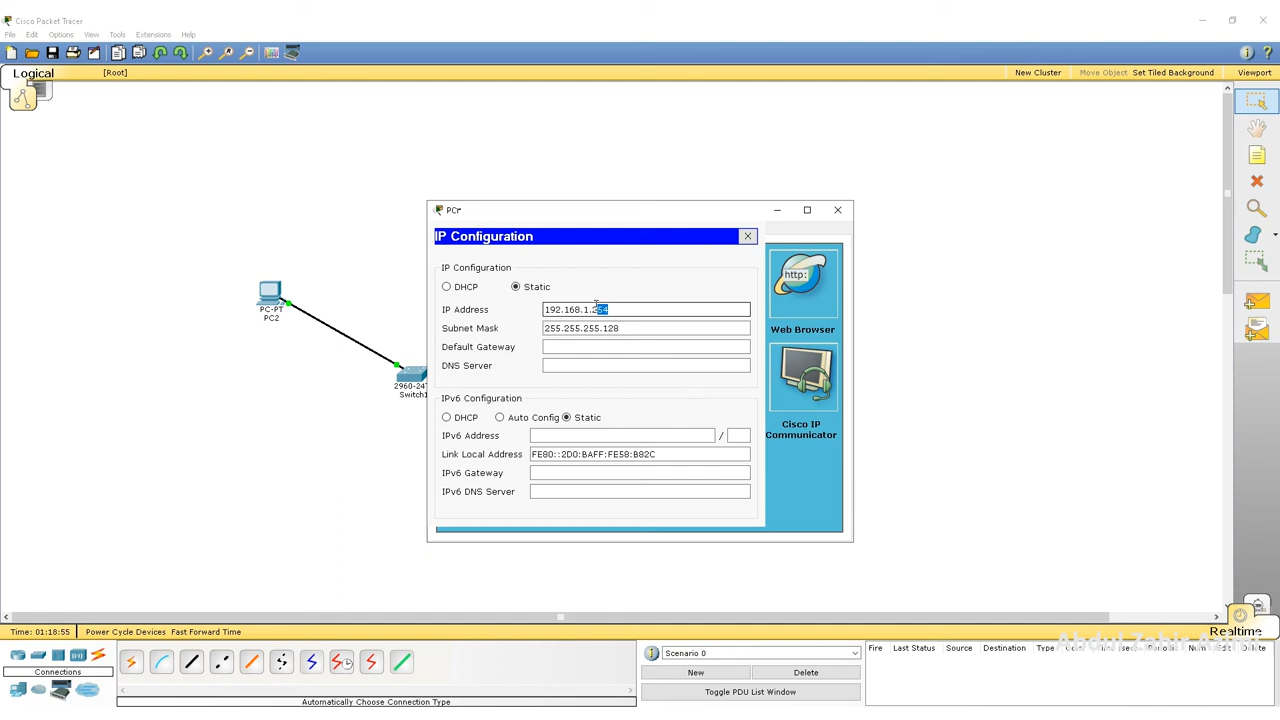 Cisco Packet Tracer
File Edit Options View Tools Extensions Help
Logical [Root] New Cluster Move Object Set Tiled Background Viewport
PC-PT
PC2
2960-24T
Switch1
IP Configuration
IP Configuration
DHCP Static
IP Address 192.168.1.254
Subnet Mask 255.255.255.128
Default Gateway
DNS Server
IPv6 Configuration
DHCP Auto Config Static
IPv6 Address /
Link Local Address FE80::2D0:BAFF:FE58:B82C
IPv6 Gateway
IPv6 DNS Server
http:
Web Browser
Cisco IP
Communicator
Time: 01:18:55 Power Cycle Devices Fast Forward Time Realtime
Connections
Automatically Choose Connection Type
Scenario 0
New Delete
Toggle PDU List Window
Fire Last Status Source Destination